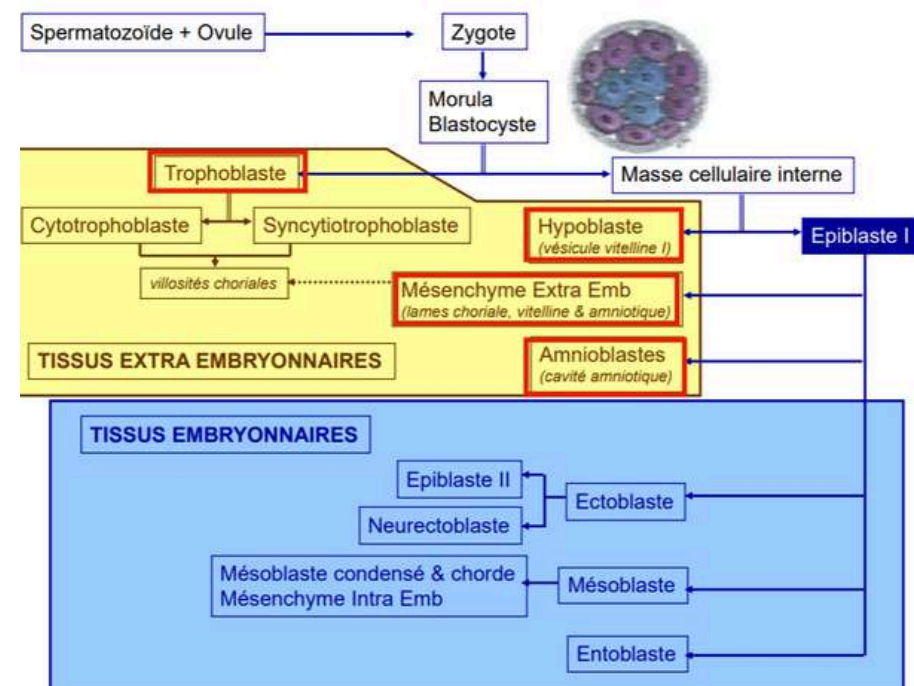 Spermatozoïde + Ovule
Zygote
Morula
Blastocyste
Trophoblaste
Masse cellulaire interne
Cytotrophoblaste
Syncytiotrophoblaste
Hypoblaste
(vésicule vitelline I)
Epiblaste I
villosités choriales
Mésenchyme Extra Emb
(lames choriale, vitelline & amniotique)
TISSUS EXTRA EMBRYONNAIRES
Amnioblastes
(cavité amniotique)
TISSUS EMBRYONNAIRES
Epiblaste II
Ectoblaste
Neurectoblaste
Mésoblaste condensé & chorde
Mésenchyme Intra Emb
Mésoblaste
Entoblaste